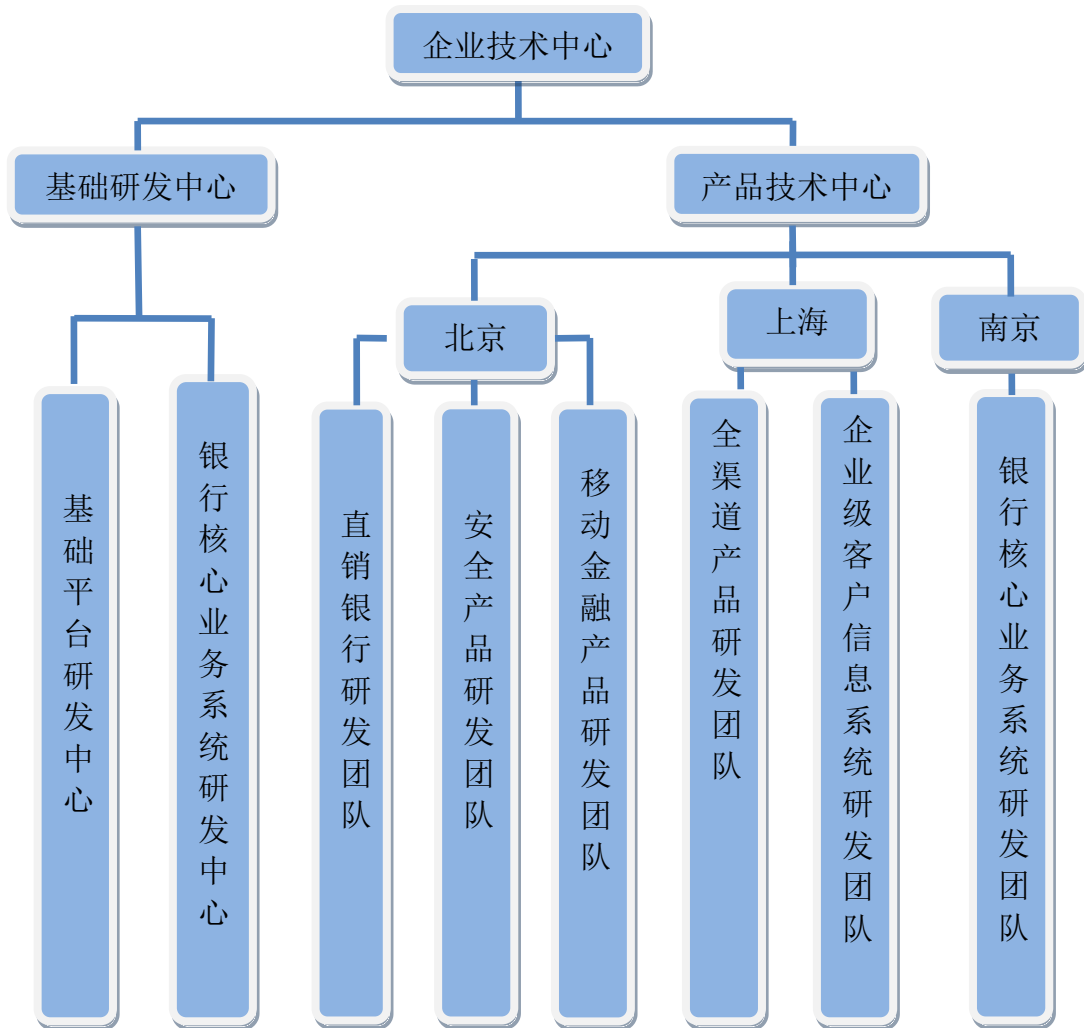 企业技术中心
基础研发中心
产品技术中心
北京
上海
南京
基础平台研发中心
银行核心业务系统研发中心
直销银行研发团队
安全产品研发团队
移动金融产品研发团队
全渠道产品研发团队
企业级客户信息系统研发团队
银行核心业务系统研发团队